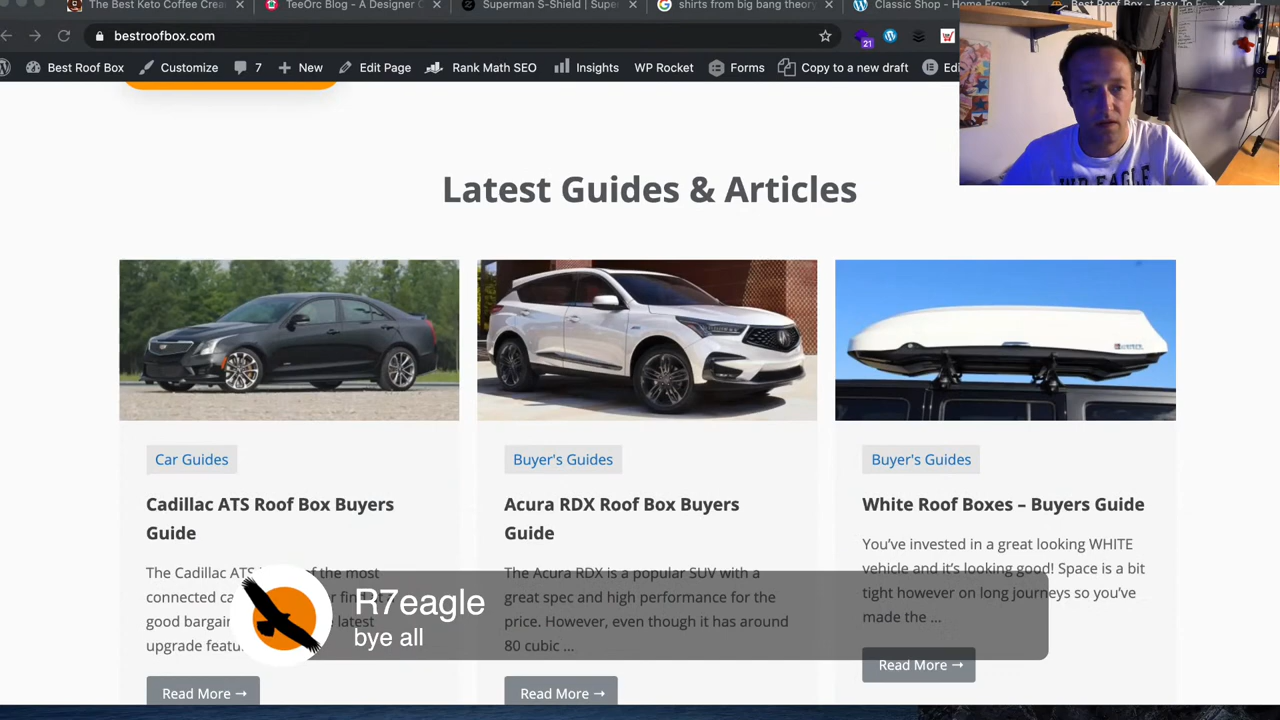 The Best Keto Coffee Crea
TeeOrc Blog - A Designer C
Superman S-Shield | Super
shirts from big bang theory
Classic Shop - Home From
Best Roof Box - Easy To F
bestroofbox.com
21
Best Roof Box
Customize
7
New
Edit Page
Rank Math SEO
Insights
WP Rocket
Forms
Copy to a new draft
Edi
WP EAGLE
Latest Guides & Articles
Car Guides
Cadillac ATS Roof Box Buyers
Guide
The Cadillac ATS of the most
connected ca r fin
good bargain latest
upgrade featu
Read More →
Buyer's Guides
Acura RDX Roof Box Buyers
Guide
The Acura RDX is a popular SUV with a
great spec and high performance for the
price. However, even though it has around
80 cubic ...
Read More →
Buyer's Guides
White Roof Boxes – Buyers Guide
You've invested in a great looking WHITE
vehicle and it's looking good! Space is a bit
tight however on long journeys so you've
made the ...
Read More →
R7eagle
bye all